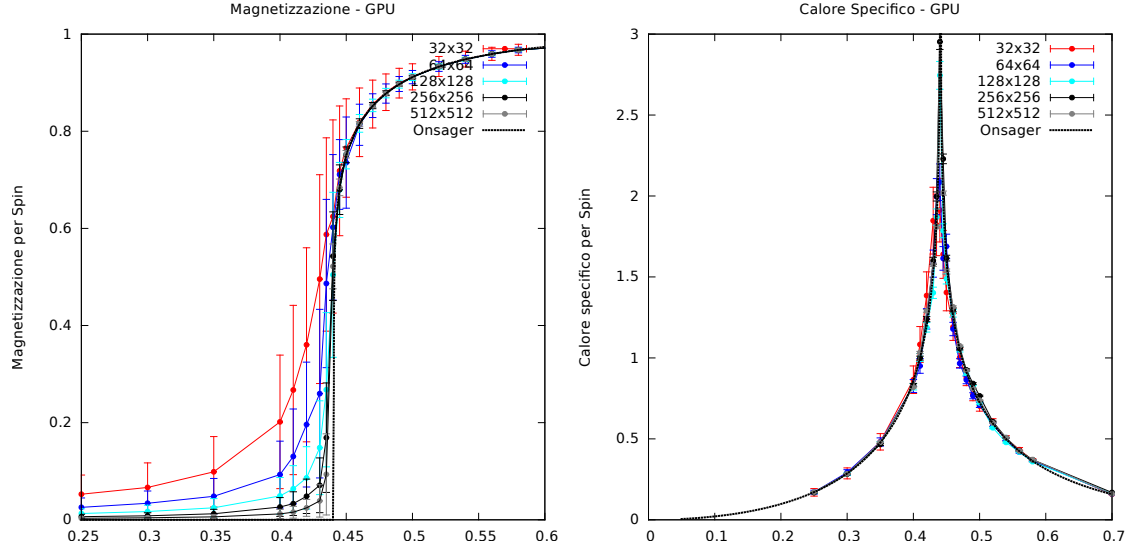 Magnetizzazione - GPU
Magnetizzazione per Spin
1
0.8
0.6
0.4
0.2
0
0.25 0.3 0.35 0.4 0.45 0.5 0.55 0.6
32x32
64x64
128x128
256x256
512x512
Onsager
Calore Specifico - GPU
Calore specifico per Spin
3
2.5
2
1.5
1
0.5
0
0 0.1 0.2 0.3 0.4 0.5 0.6 0.7
32x32
64x64
128x128
256x256
512x512
Onsager